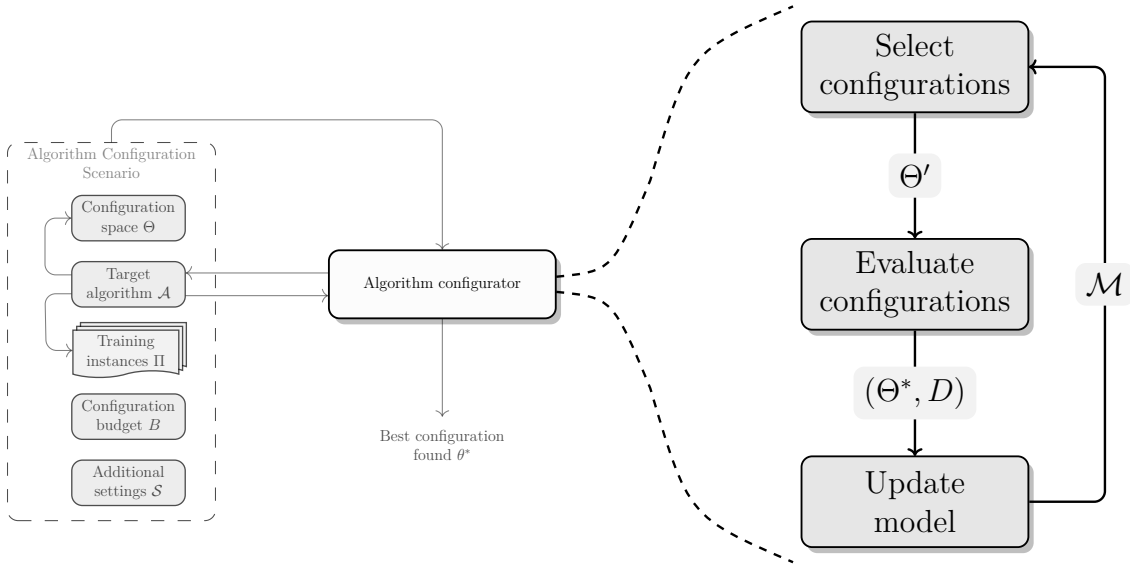 Algorithm Configuration
Scenario
Configuration
space Θ
Target
algorithm 𝒜
Training
instances Π
Configuration
budget B
Additional
settings 𝒮
Algorithm configurator
Best configuration
found θ*
Select
configurations
Θ′
Evaluate
configurations
(Θ*, D)
Update
model
ℳ